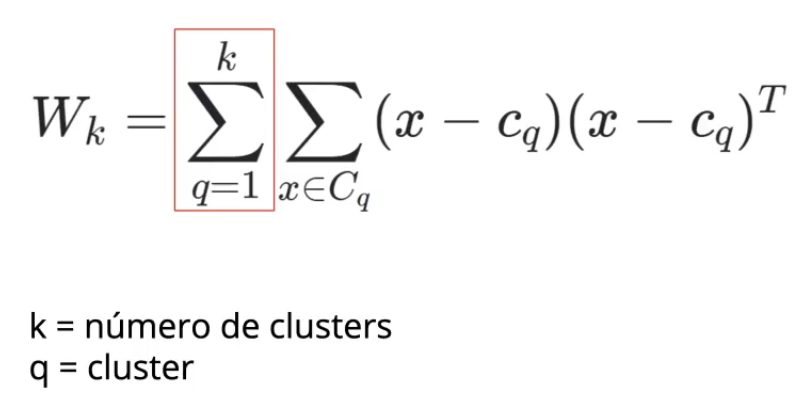 W_k = \sum_{q=1}^{k} \sum_{x \in C_q} (x - c_q)(x - c_q)^T
k = número de clusters
q = cluster